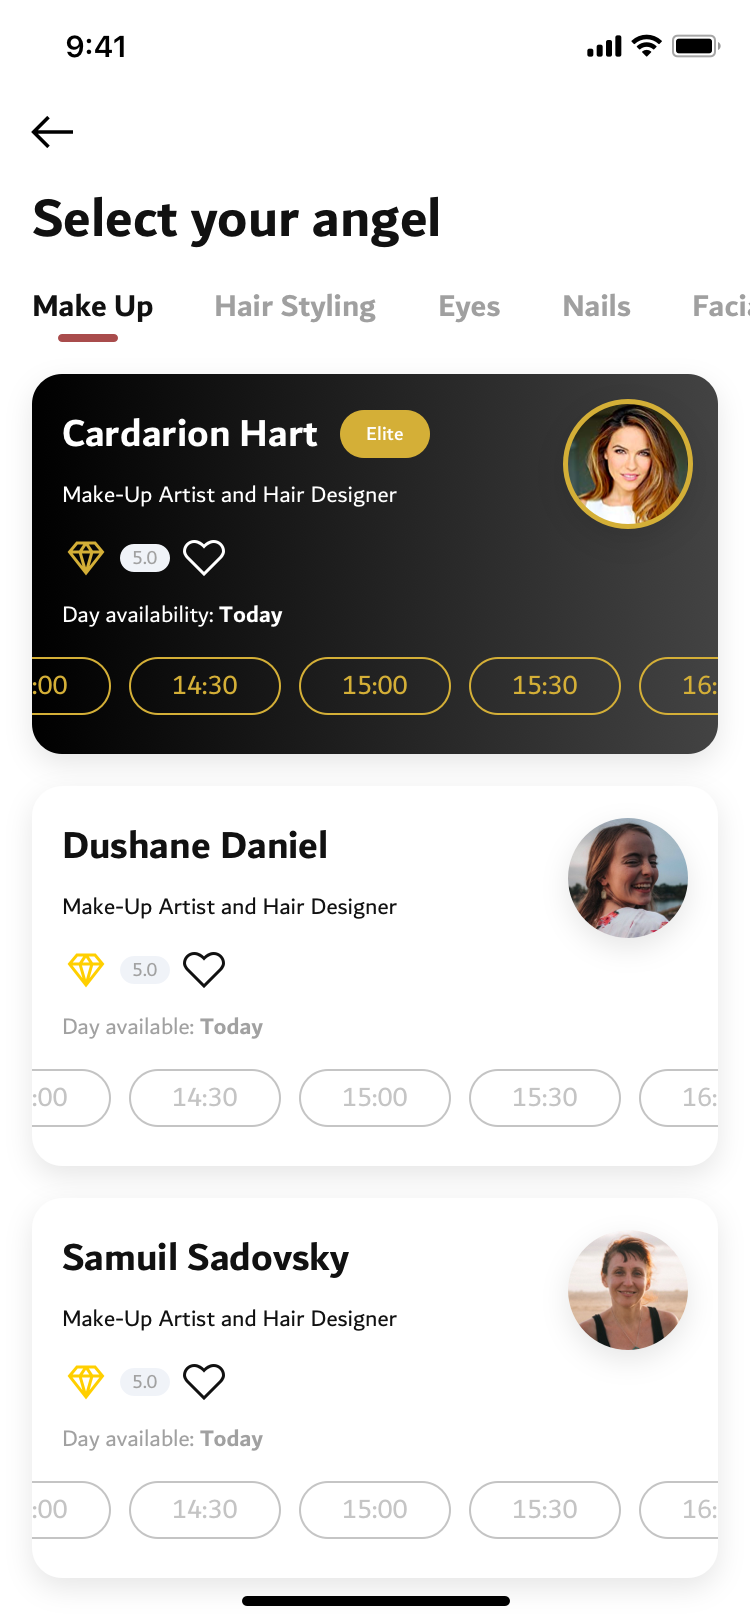 9:41
Select your angel
Make Up Hair Styling Eyes Nails Facia
Cardarion Hart Elite
Make-Up Artist and Hair Designer
5.0
Day availability: Today
:00 14:30 15:00 15:30 16:
Dushane Daniel
Make-Up Artist and Hair Designer
5.0
Day available: Today
:00 14:30 15:00 15:30 16:
Samuil Sadovsky
Make-Up Artist and Hair Designer
5.0
Day available: Today
:00 14:30 15:00 15:30 16: